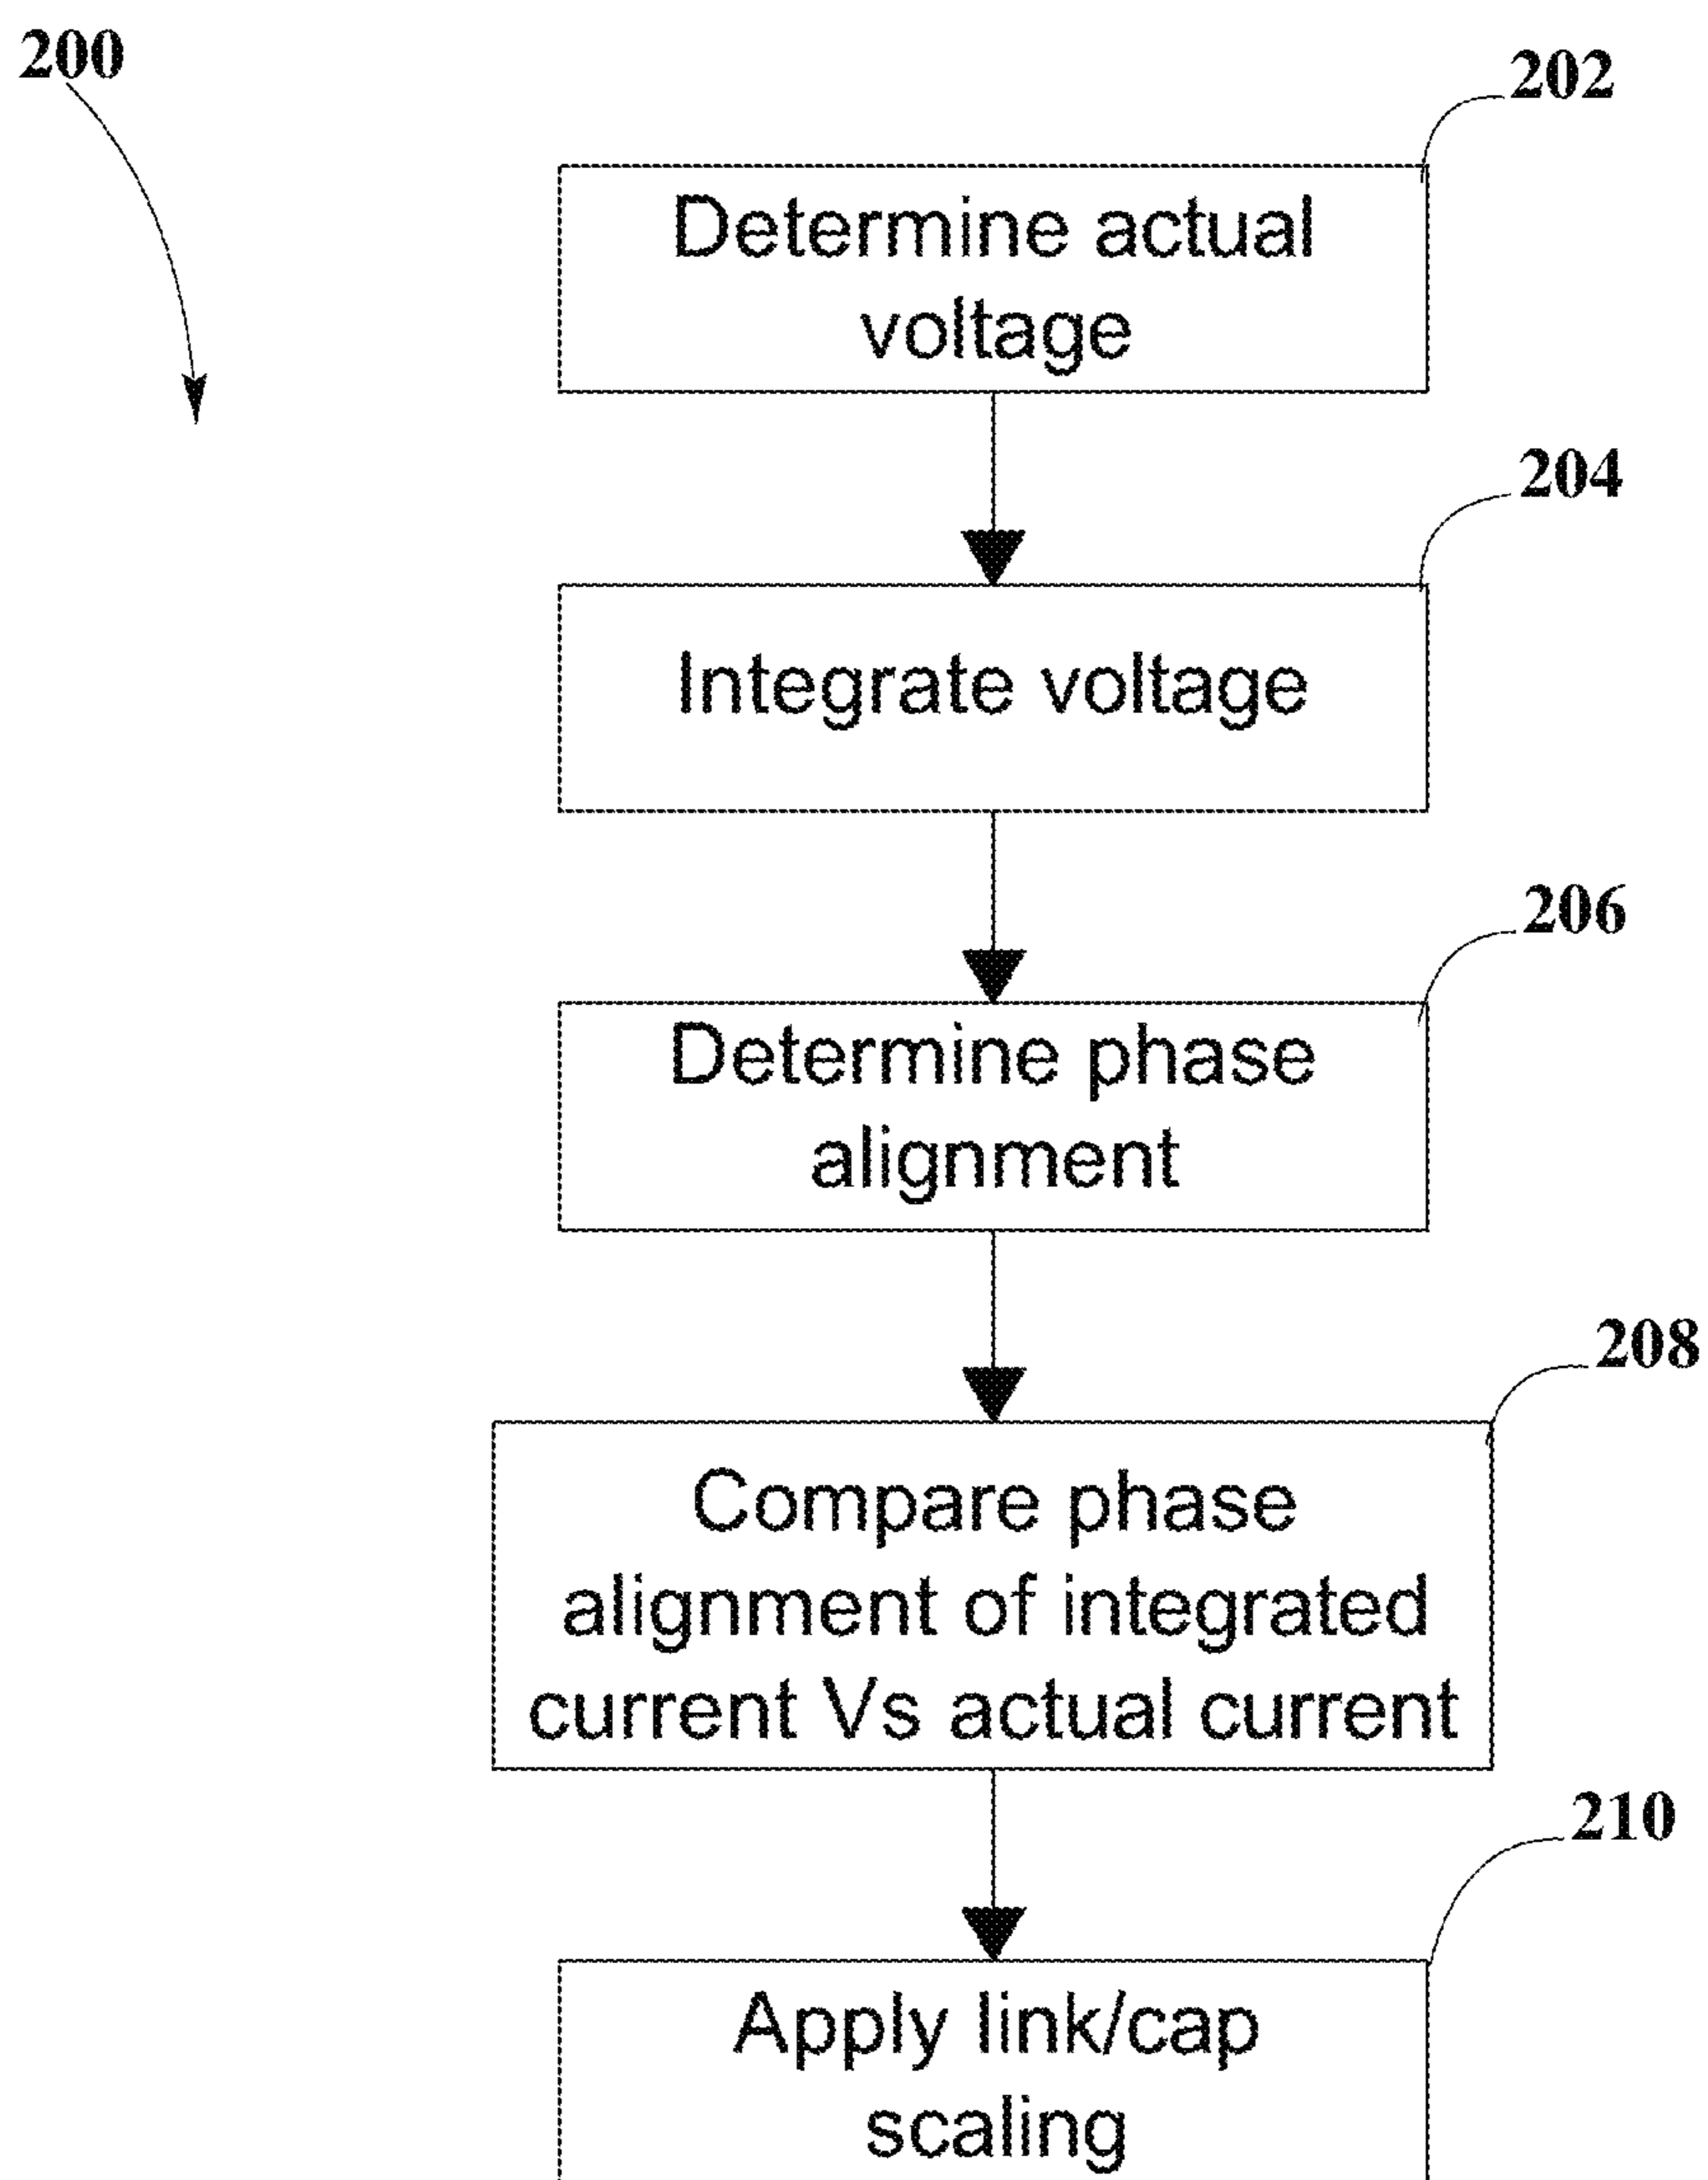 200
202
Determine actual
voltage
204
Integrate voltage
206
Determine phase
alignment
208
Compare phase
alignment of integrated
current Vs actual current
210
Apply link/cap
scaling